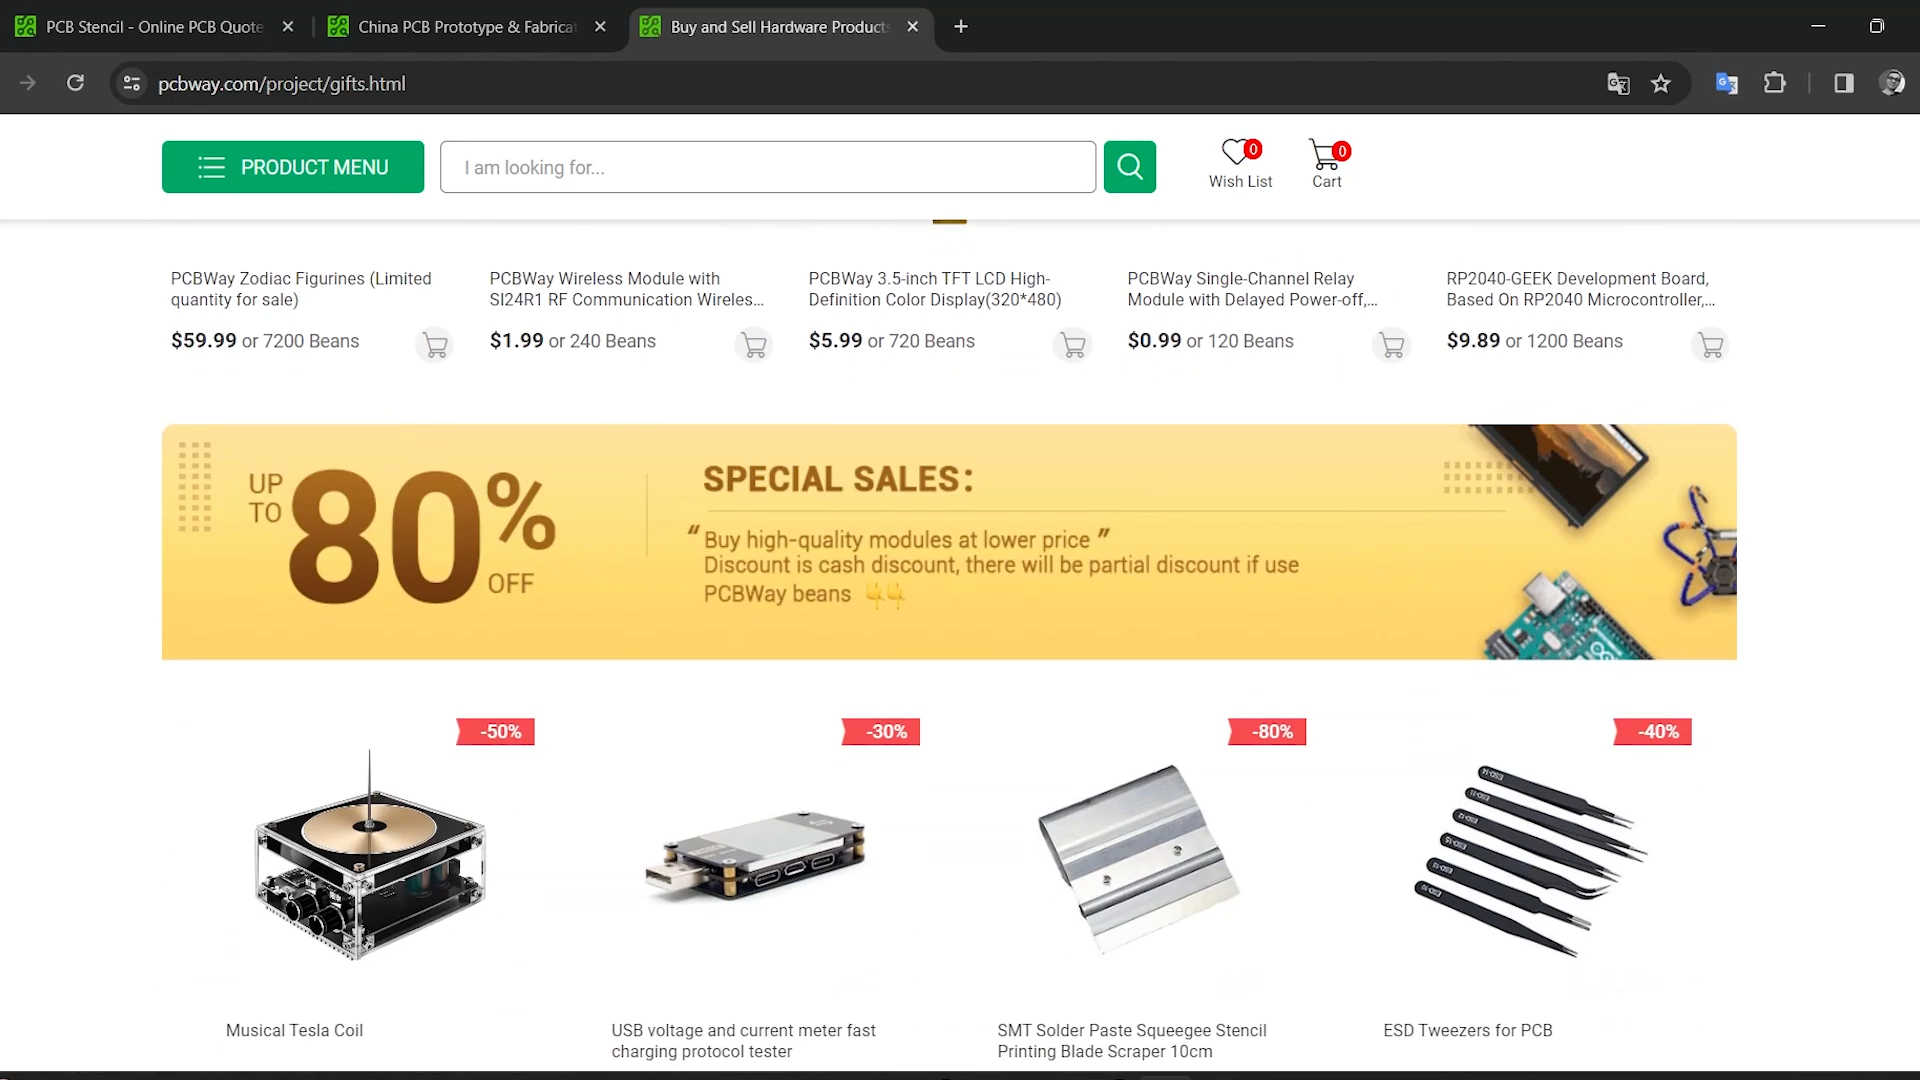 PCB Stencil - Online PCB Quote
China PCB Prototype & Fabricat
Buy and Sell Hardware Products
pcbway.com/project/gifts.html
PRODUCT MENU
I am looking for...
0
Wish List
0
Cart
PCBWay Zodiac Figurines (Limited
quantity for sale)
$59.99 or 7200 Beans
PCBWay Wireless Module with
SI24R1 RF Communication Wireles...
$1.99 or 240 Beans
PCBWay 3.5-inch TFT LCD High-
Definition Color Display(320*480)
$5.99 or 720 Beans
PCBWay Single-Channel Relay
Module with Delayed Power-off,...
$0.99 or 120 Beans
RP2040-GEEK Development Board,
Based On RP2040 Microcontroller,...
$9.89 or 1200 Beans
UP
TO
80%
OFF
SPECIAL SALES:
“ Buy high-quality modules at lower price ”
Discount is cash discount, there will be partial discount if use
PCBWay beans 👇👇
-50%
-30%
-80%
-40%
Musical Tesla Coil
USB voltage and current meter fast
charging protocol tester
SMT Solder Paste Squeegee Stencil
Printing Blade Scraper 10cm
ESD Tweezers for PCB